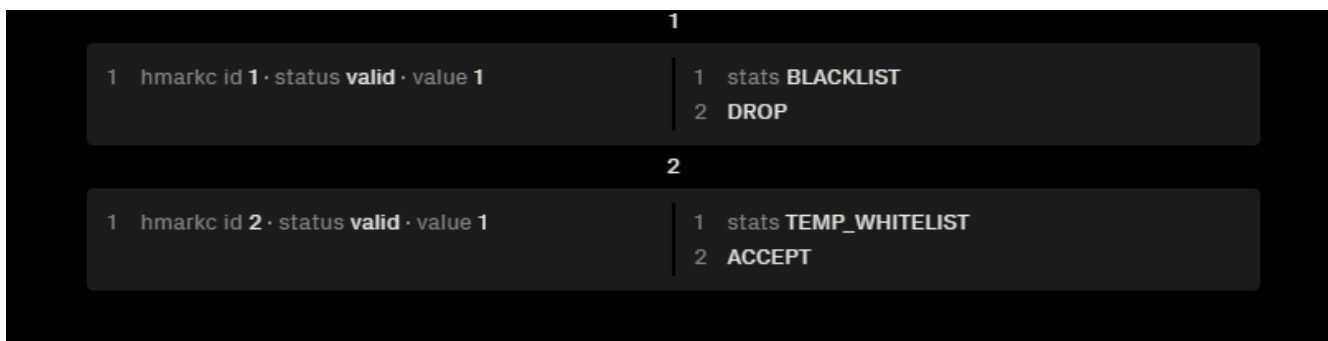 1
1 hmarkc id 1 · status valid · value 1
1 stats BLACKLIST
2 DROP
2
1 hmarkc id 2 · status valid · value 1
1 stats TEMP_WHITELIST
2 ACCEPT